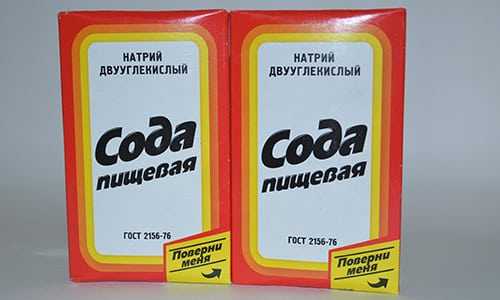 НАТРИЙ
ДВУУГЛЕКИСЛЫЙ
Сода
пищевая
ГОСТ 2156-76
Поверни
меня
НАТРИЙ
ДВУУГЛЕКИСЛЫЙ
Сода
пищевая
ГОСТ 2156-76
Поверни
меня